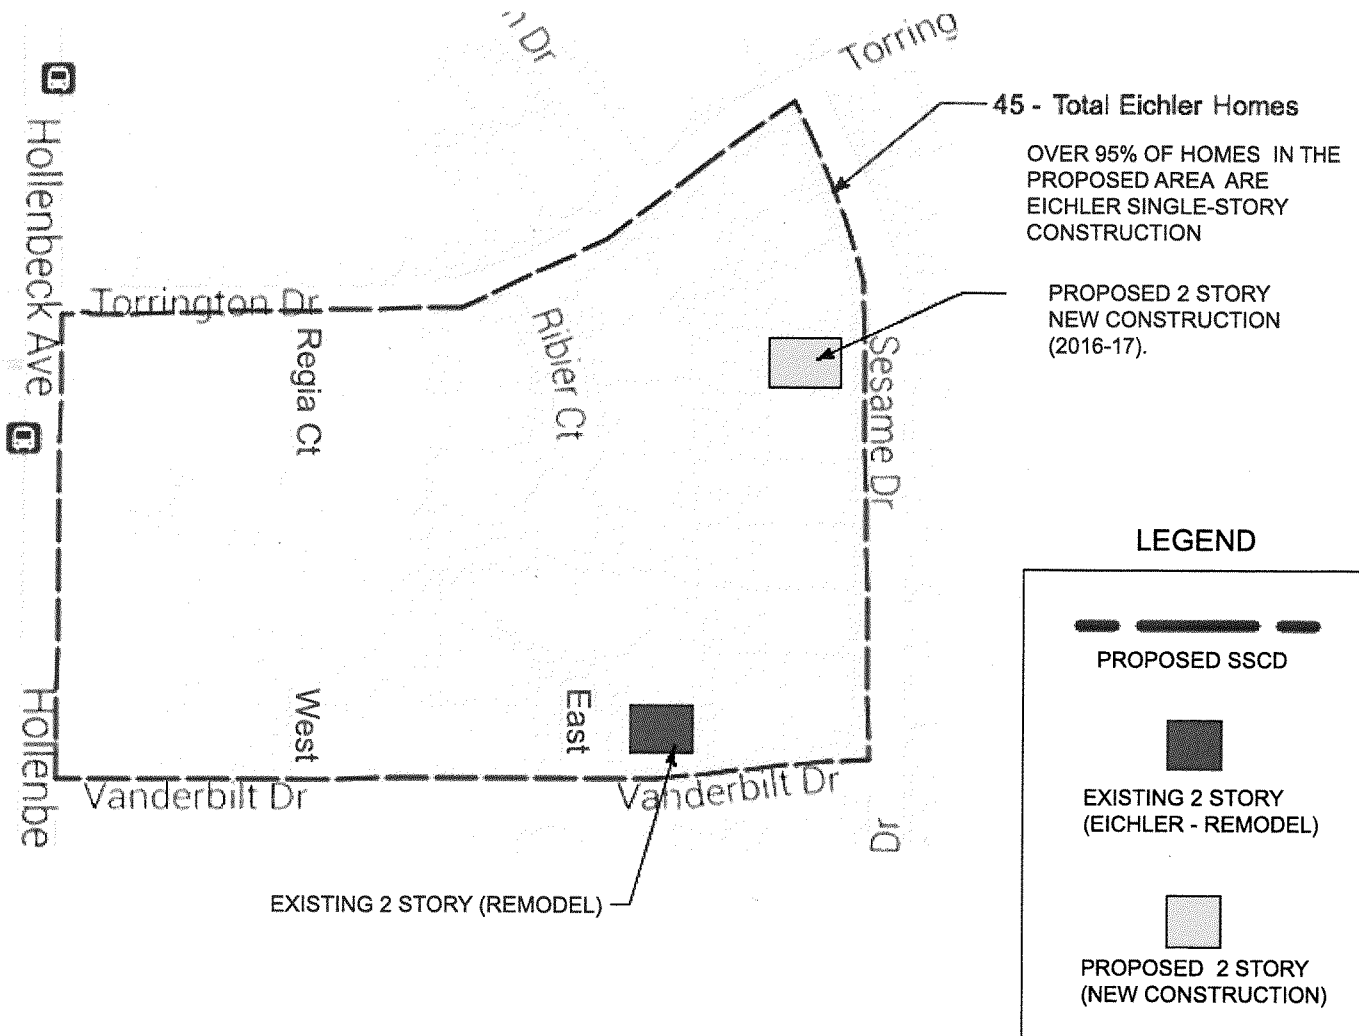 n Dr
Torring
45 - Total Eichler Homes
OVER 95% OF HOMES IN THE
PROPOSED AREA ARE
EICHLER SINGLE-STORY
CONSTRUCTION
PROPOSED 2 STORY
NEW CONSTRUCTION
(2016-17).
Hollenbeck Ave
Torrington Dr
Regia Ct
Ribier Ct
Sesame Dr
Hollenbe
West
East
Vanderbilt Dr
Vanderbilt Dr
Dr
EXISTING 2 STORY (REMODEL)
LEGEND
PROPOSED SSCD
EXISTING 2 STORY
(EICHLER - REMODEL)
PROPOSED 2 STORY
(NEW CONSTRUCTION)